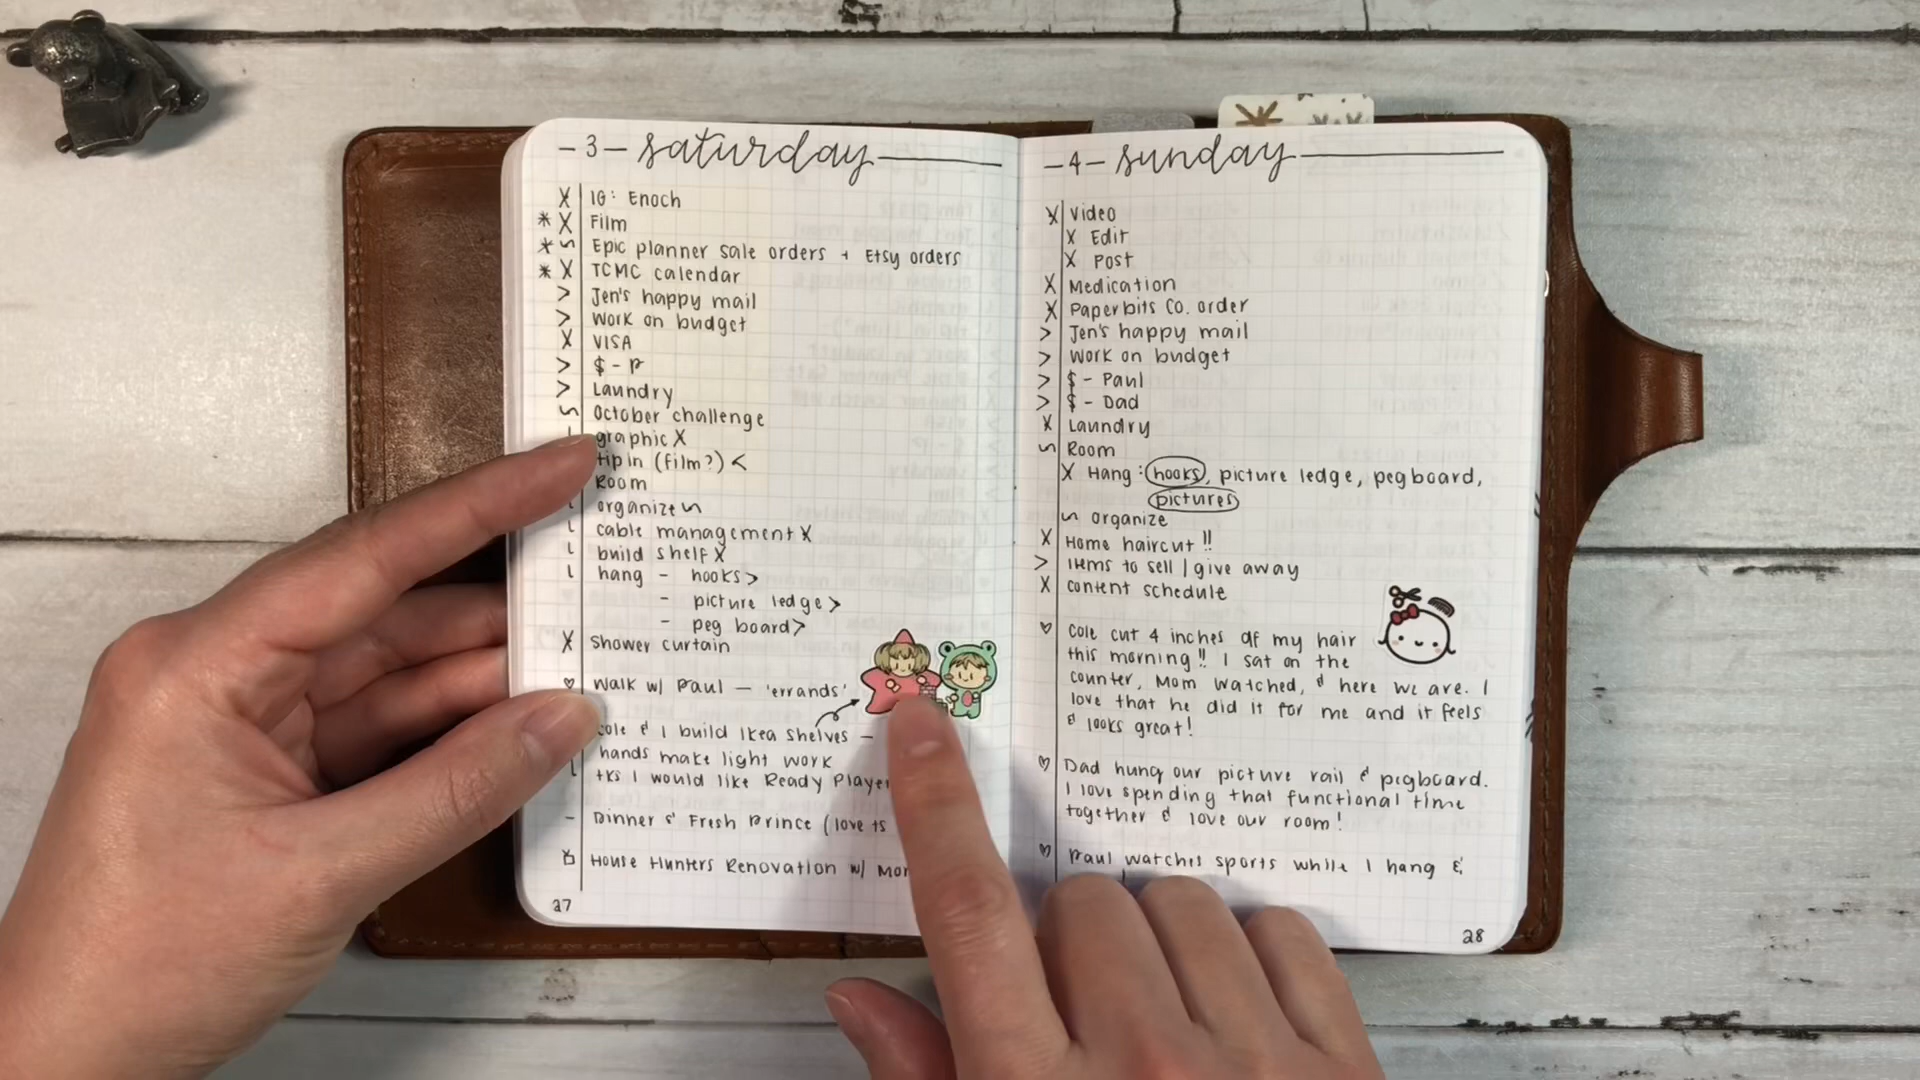 -3- saturday
X IG: Enoch
* X Film
* ~ Epic planner sale orders + Etsy orders
* X TCMC calendar
> Jen's happy mail
> Work on budget
X VISA
> $ - P
> Laundry
~ October challenge
graphic X
tip in (film?) <
Room
organize ~
cable management X
build shelf X
hang - hooks >
- picture ledge >
- peg board >
X Shower curtain
♡ Walk w/ Paul — 'errands'
Cole & I build Ikea shelves —
hands make light work
I would like Ready Player
- Dinner & Fresh Prince (love
House Hunters Renovation w/
27
-4- sunday
X Video
X Edit
X Post
X Medication
X Paperbits Co. order
> Jen's happy mail
> Work on budget
> $ - Paul
> $ - Dad
X Laundry
~ Room
X Hang: hooks, picture ledge, pegboard,
pictures
~ organize
X Home haircut!!
> Items to sell / give away
X content schedule
♡ Cole cut 4 inches off my hair
this morning!! I sat on the
counter, Mom watched, & here we are. I
love that he did it for me and it feels
& looks great!
♡ Dad hung our picture rail & pegboard.
I love spending that functional time
together & love our room!
♡ Paul watches sports while I hang &
28